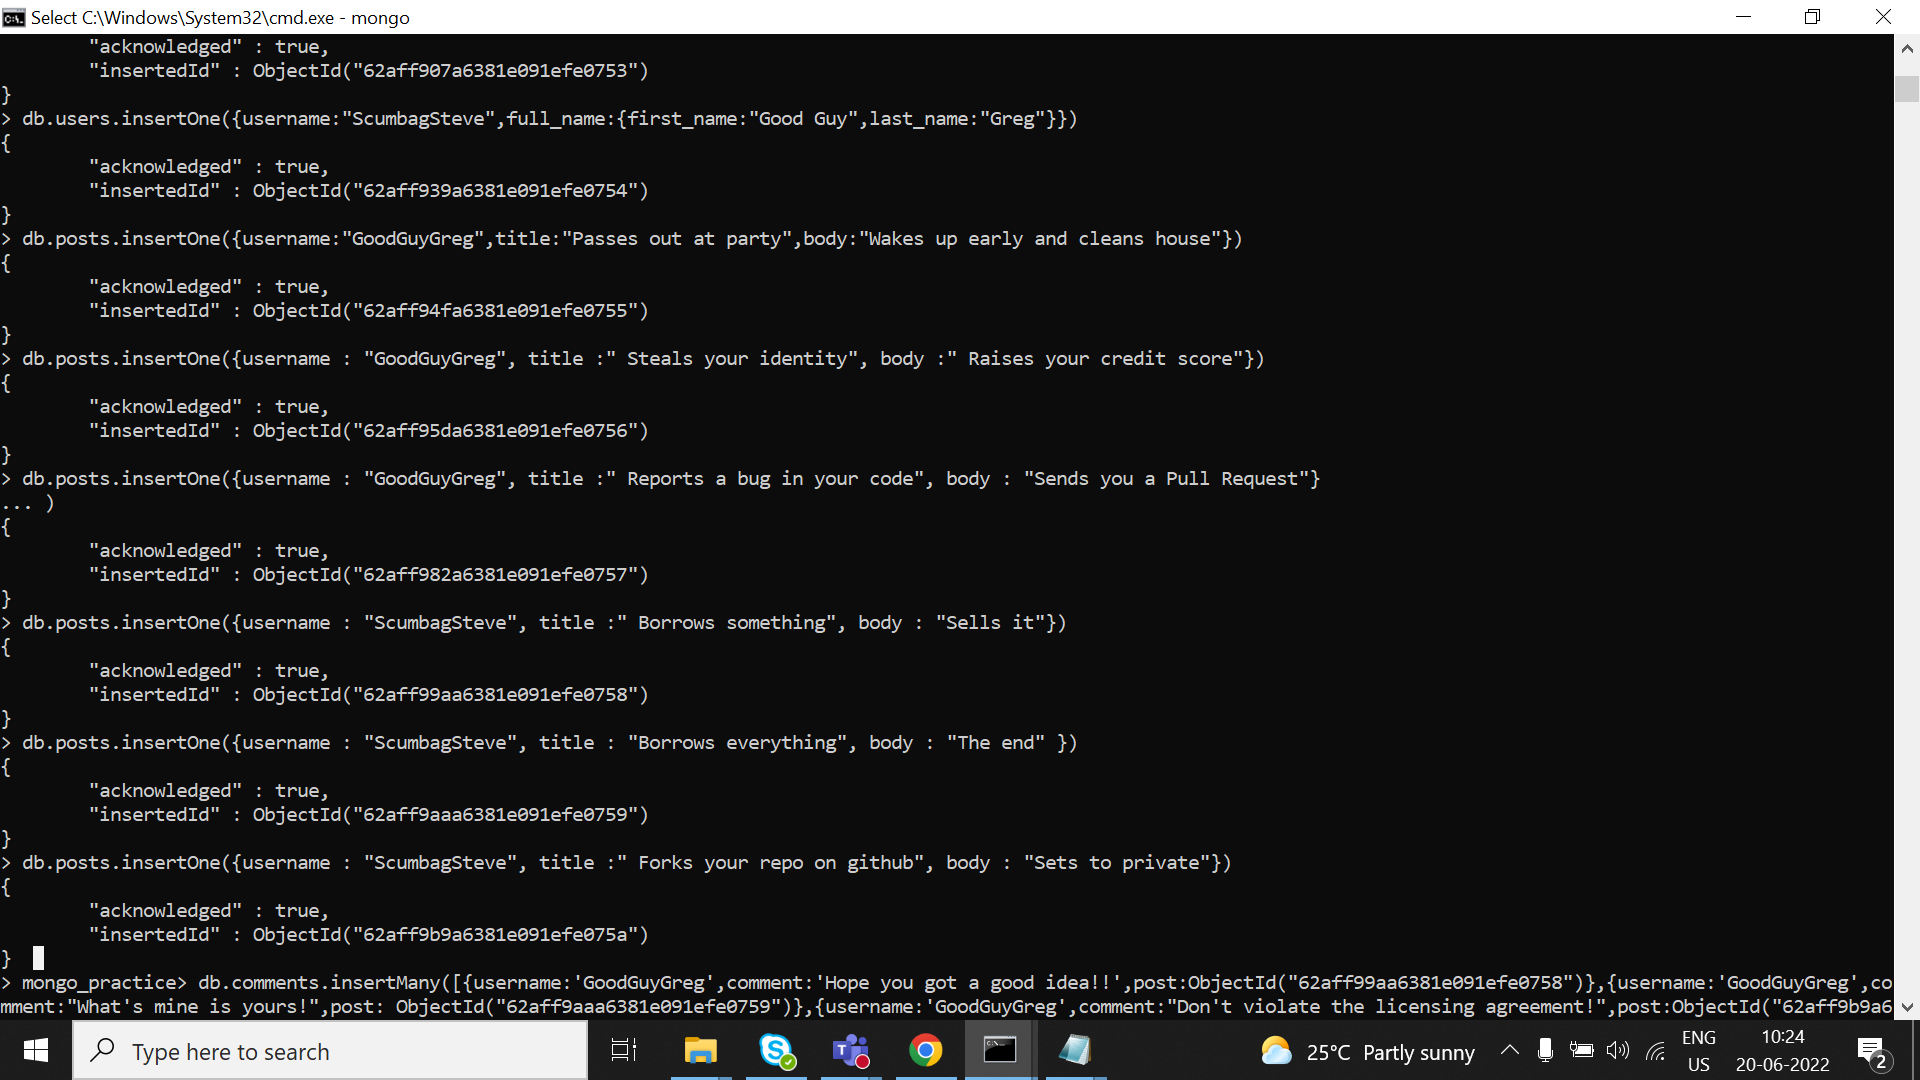 Select C:\Windows\System32\cmd.exe - mongo
"acknowledged" : true,
"insertedId" : ObjectId("62aff907a6381e091efe0753")
}
> db.users.insertOne({username:"ScumbagSteve",full_name:{first_name:"Good Guy",last_name:"Greg"}})
{
"acknowledged" : true,
"insertedId" : ObjectId("62aff939a6381e091efe0754")
}
> db.posts.insertOne({username:"GoodGuyGreg",title:"Passes out at party",body:"Wakes up early and cleans house"})
{
"acknowledged" : true,
"insertedId" : ObjectId("62aff94fa6381e091efe0755")
}
> db.posts.insertOne({username : "GoodGuyGreg", title :" Steals your identity", body :" Raises your credit score"})
{
"acknowledged" : true,
"insertedId" : ObjectId("62aff95da6381e091efe0756")
}
> db.posts.insertOne({username : "GoodGuyGreg", title :" Reports a bug in your code", body : "Sends you a Pull Request"}
... )
{
"acknowledged" : true,
"insertedId" : ObjectId("62aff982a6381e091efe0757")
}
> db.posts.insertOne({username : "ScumbagSteve", title :" Borrows something", body : "Sells it"})
{
"acknowledged" : true,
"insertedId" : ObjectId("62aff99aa6381e091efe0758")
}
> db.posts.insertOne({username : "ScumbagSteve", title : "Borrows everything", body : "The end" })
{
"acknowledged" : true,
"insertedId" : ObjectId("62aff9aaa6381e091efe0759")
}
> db.posts.insertOne({username : "ScumbagSteve", title :" Forks your repo on github", body : "Sets to private"})
{
"acknowledged" : true,
"insertedId" : ObjectId("62aff9b9a6381e091efe075a")
}
> mongo_practice> db.comments.insertMany([{username:'GoodGuyGreg',comment:'Hope you got a good idea!!',post:ObjectId("62aff99aa6381e091efe0758")},{username:'GoodGuyGreg',co
mment:"What's mine is yours!",post: ObjectId("62aff9aaa6381e091efe0759")},{username:'GoodGuyGreg',comment:"Don't violate the licensing agreement!",post:ObjectId("62aff9b9a6
Type here to search
25°C Partly sunny
ENG
US
10:24
20-06-2022
2